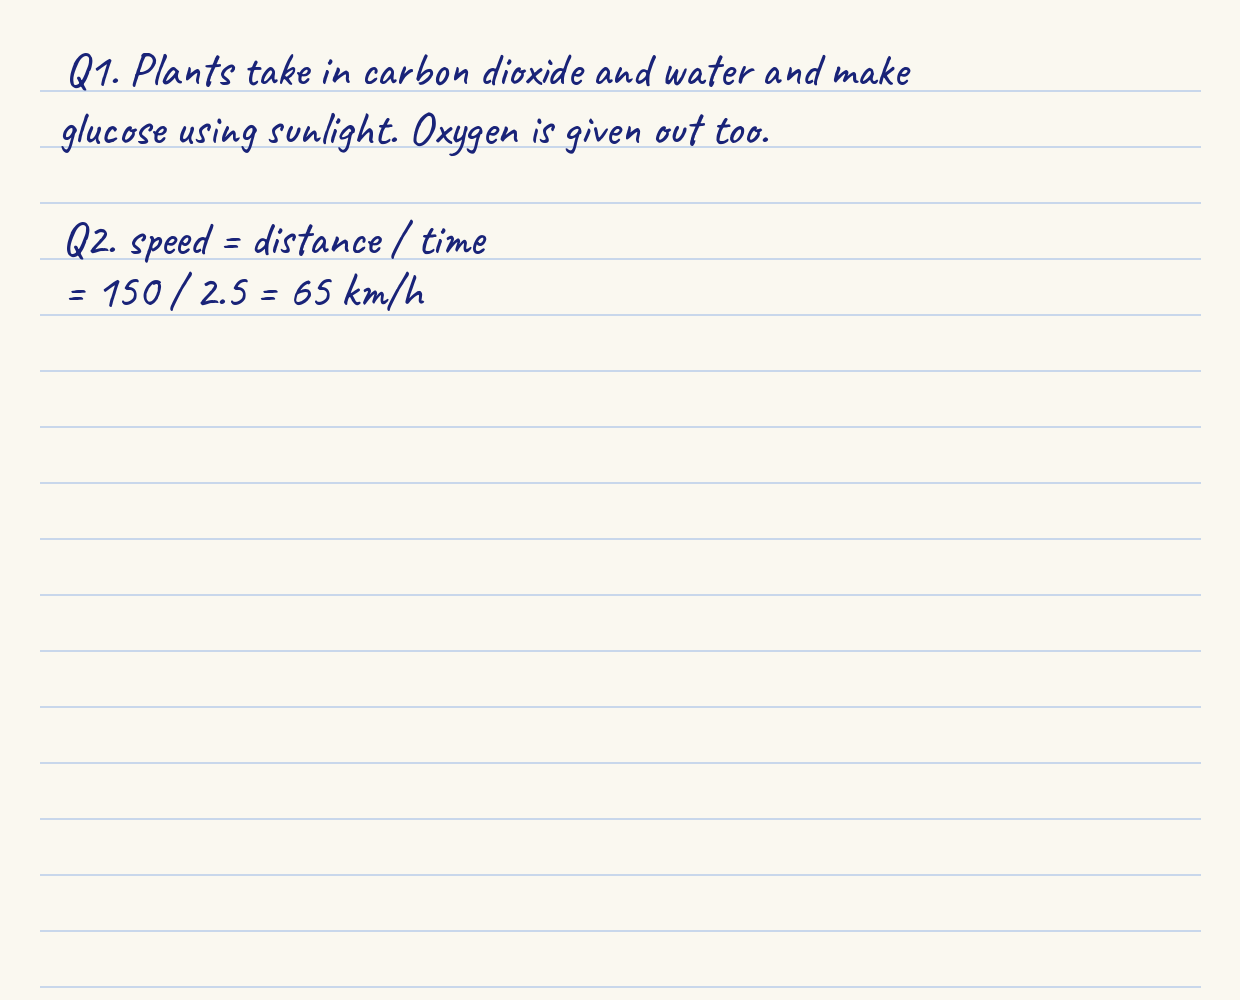 Q1. Plants take in carbon dioxide and water and make
glucose using sunlight. Oxygen is given out too.
Q2. speed = distance / time
= 150 / 2.5 = 65 km/h